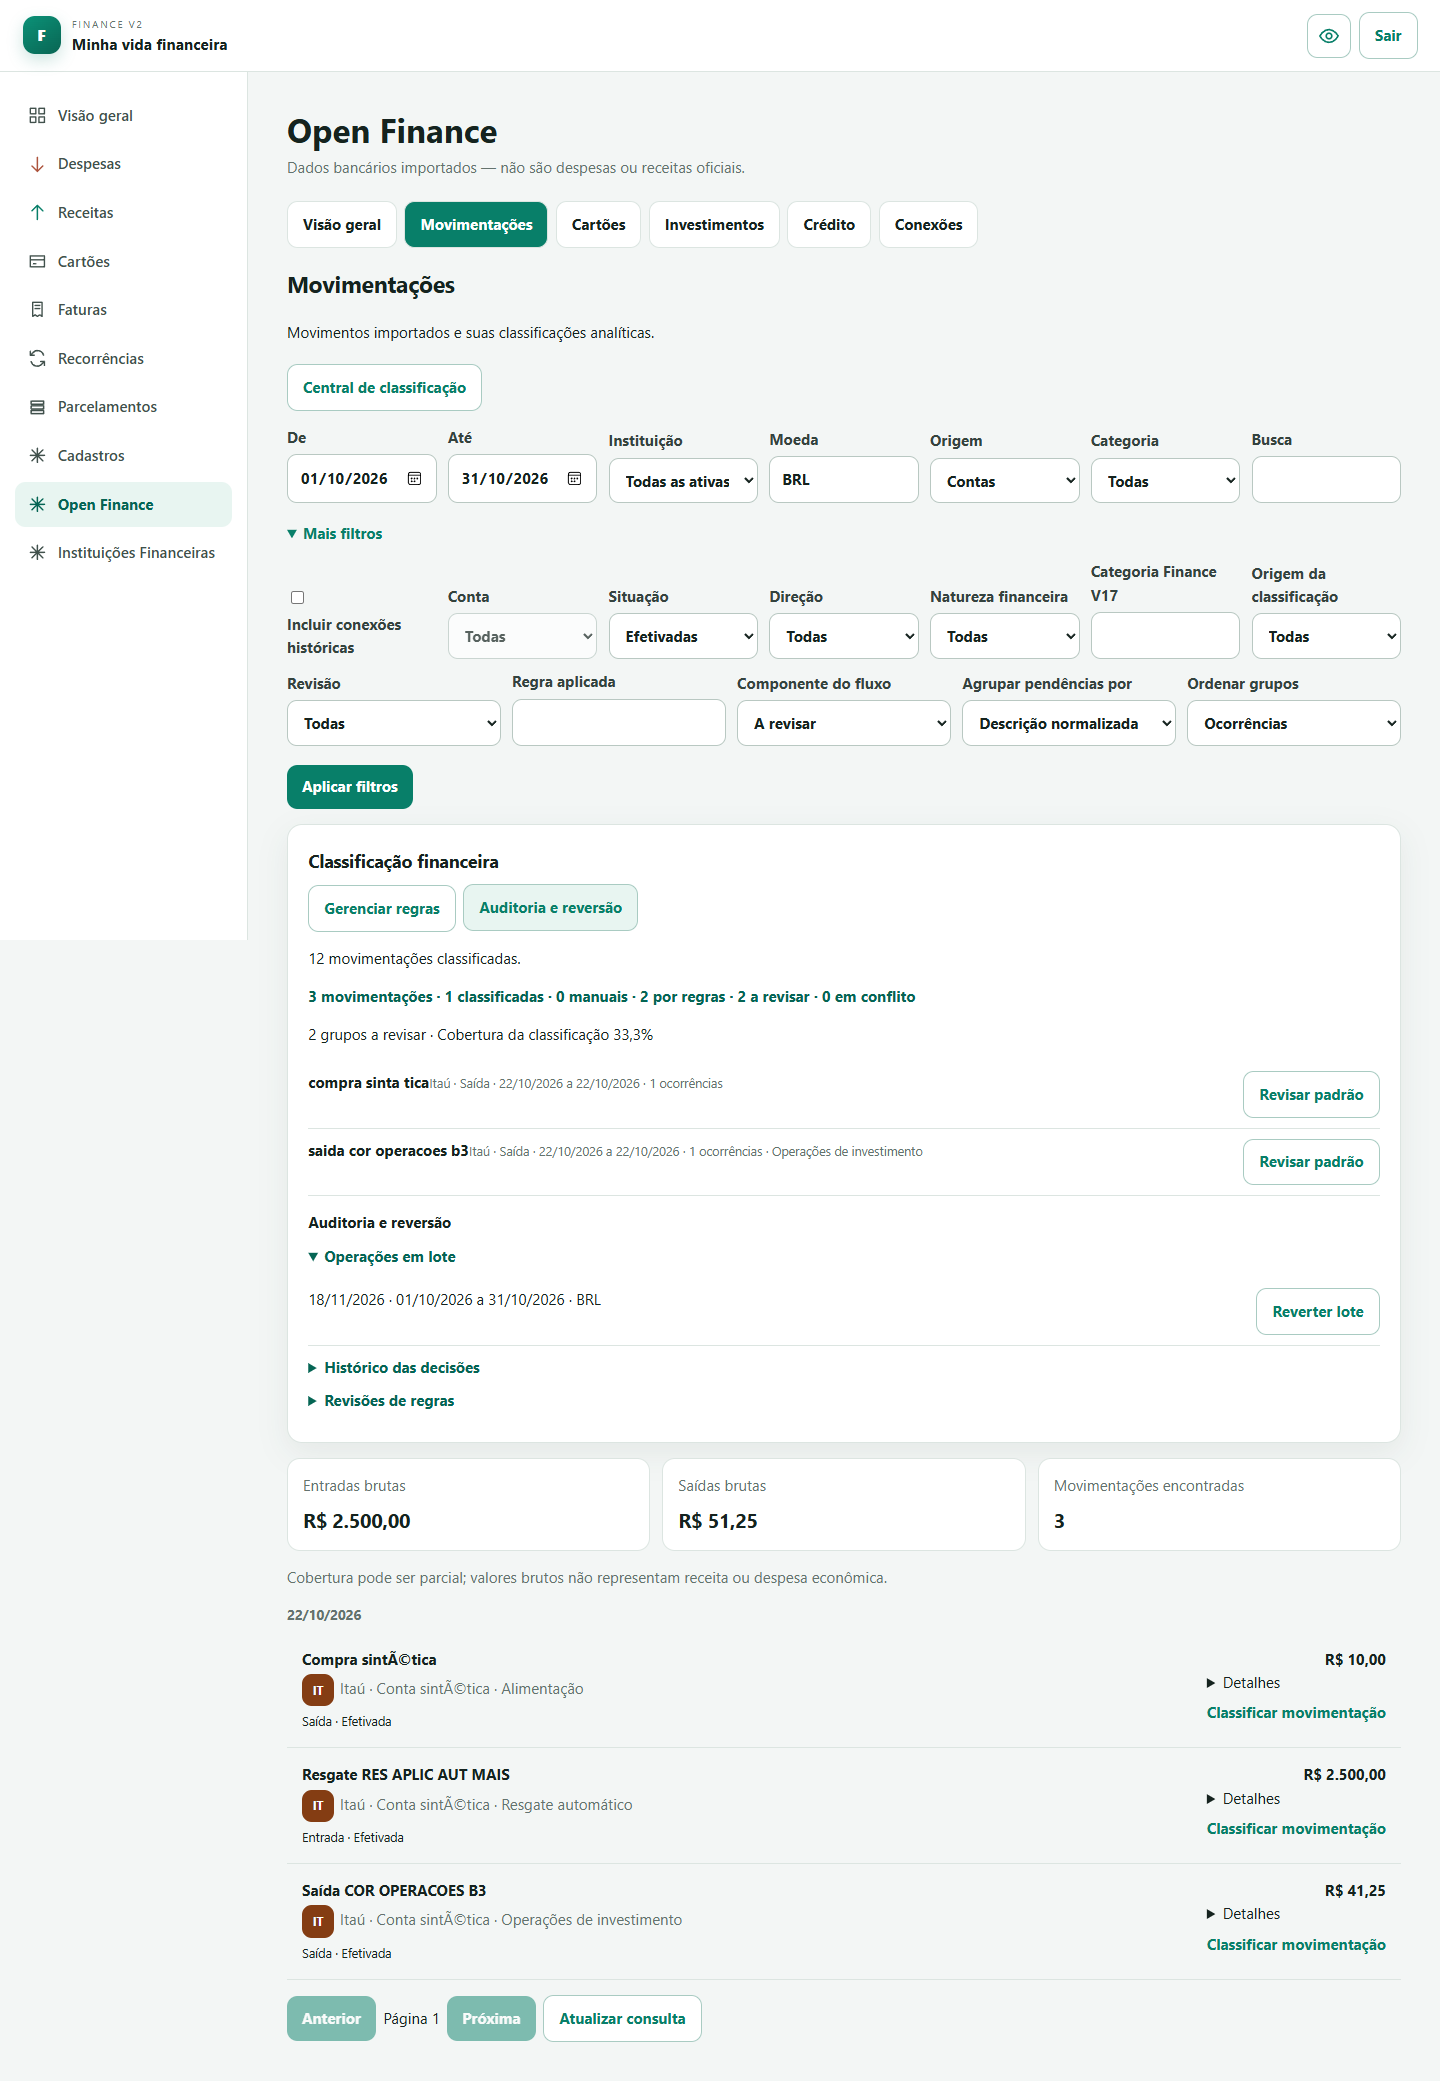 F
FINANCE V2
Minha vida financeira
Sair
Visão geral
Despesas
Receitas
Cartões
Faturas
Recorrências
Parcelamentos
Cadastros
Open Finance
Instituições Financeiras
Open Finance
Dados bancários importados — não são despesas ou receitas oficiais.
Visão geral Movimentações Cartões Investimentos Crédito Conexões
Movimentações
Movimentos importados e suas classificações analíticas.
Central de classificação
De Até Instituição Moeda Origem Categoria Busca
01/10/2026 31/10/2026 Todas as ativas BRL Contas Todas
▼ Mais filtros
Incluir conexões históricas
Conta Situação Direção Natureza financeira Categoria Finance V17 Origem da classificação
Todas Efetivadas Todas Todas Todas
Revisão Regra aplicada Componente do fluxo Agrupar pendências por Ordenar grupos
Todas A revisar Descrição normalizada Ocorrências
Aplicar filtros
Classificação financeira
Gerenciar regras Auditoria e reversão
12 movimentações classificadas.
3 movimentações · 1 classificadas · 0 manuais · 2 por regras · 2 a revisar · 0 em conflito
2 grupos a revisar · Cobertura da classificação 33,3%
compra sinta ticaItaú · Saída · 22/10/2026 a 22/10/2026 · 1 ocorrências
Revisar padrão
saida cor operacoes b3Itaú · Saída · 22/10/2026 a 22/10/2026 · 1 ocorrências · Operações de investimento
Revisar padrão
Auditoria e reversão
▼ Operações em lote
18/11/2026 · 01/10/2026 a 31/10/2026 · BRL
Reverter lote
▶ Histórico das decisões
▶ Revisões de regras
Entradas brutas
R$ 2.500,00
Saídas brutas
R$ 51,25
Movimentações encontradas
3
Cobertura pode ser parcial; valores brutos não representam receita ou despesa econômica.
22/10/2026
Compra sintÃ©tica
R$ 10,00
IT Itaú · Conta sintÃ©tica · Alimentação
▶ Detalhes
Saída · Efetivada
Classificar movimentação
Resgate RES APLIC AUT MAIS
R$ 2.500,00
IT Itaú · Conta sintÃ©tica · Resgate automático
▶ Detalhes
Entrada · Efetivada
Classificar movimentação
Saída COR OPERACOES B3
R$ 41,25
IT Itaú · Conta sintÃ©tica · Operações de investimento
▶ Detalhes
Saída · Efetivada
Classificar movimentação
Anterior Página 1 Próxima Atualizar consulta